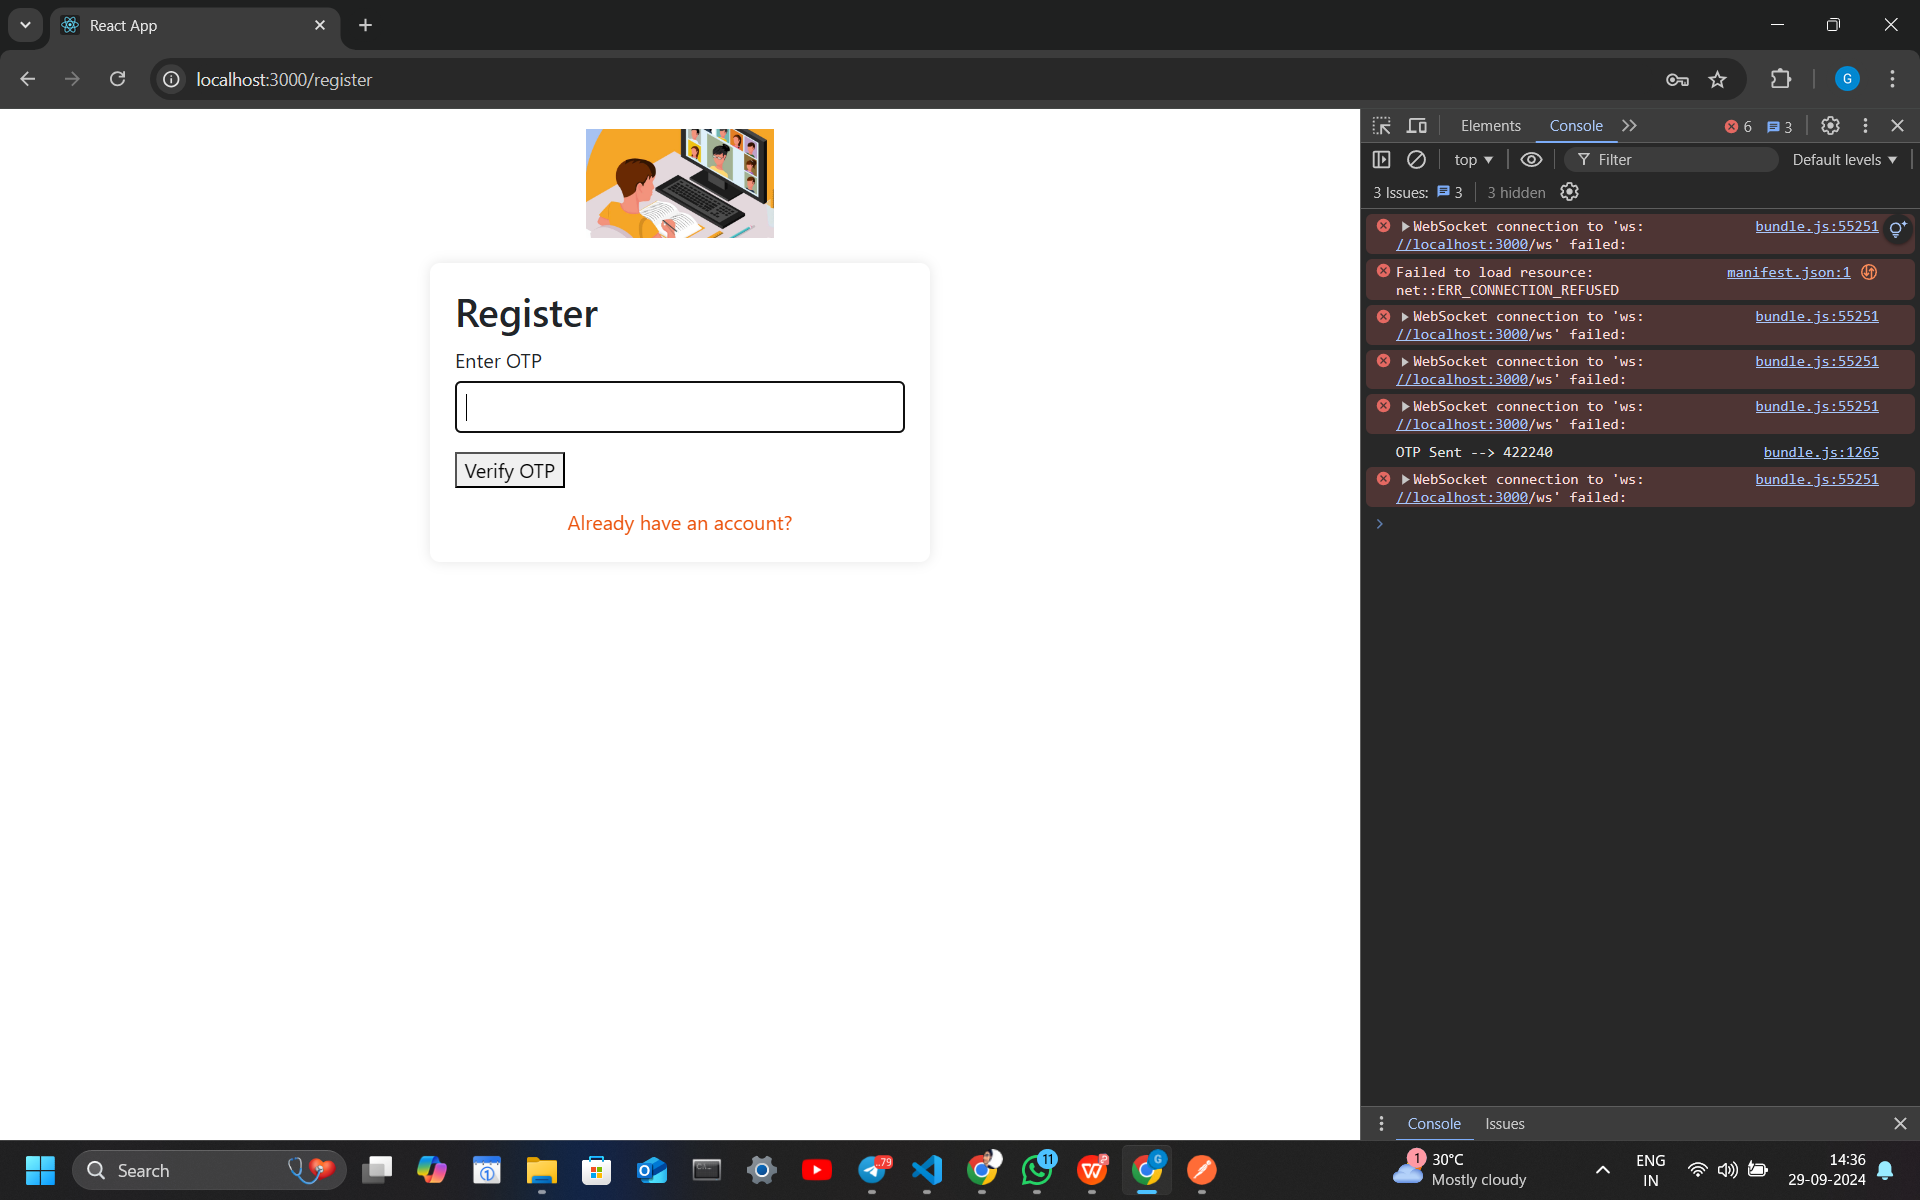 React App
localhost:3000/register
G
Elements
Console
6
3
top
Filter
Default levels
3 Issues:
3
3 hidden
WebSocket connection to 'ws: bundle.js:55251
//localhost:3000/ws' failed:
Failed to load resource: manifest.json:1
net::ERR_CONNECTION_REFUSED
WebSocket connection to 'ws: bundle.js:55251
//localhost:3000/ws' failed:
WebSocket connection to 'ws: bundle.js:55251
//localhost:3000/ws' failed:
WebSocket connection to 'ws: bundle.js:55251
//localhost:3000/ws' failed:
OTP Sent --> 422240 bundle.js:1265
WebSocket connection to 'ws: bundle.js:55251
//localhost:3000/ws' failed:
Register
Enter OTP
Verify OTP
Already have an account?
Console
Issues
Search
79
11
G
1
30°C
Mostly cloudy
ENG
IN
14:36
29-09-2024